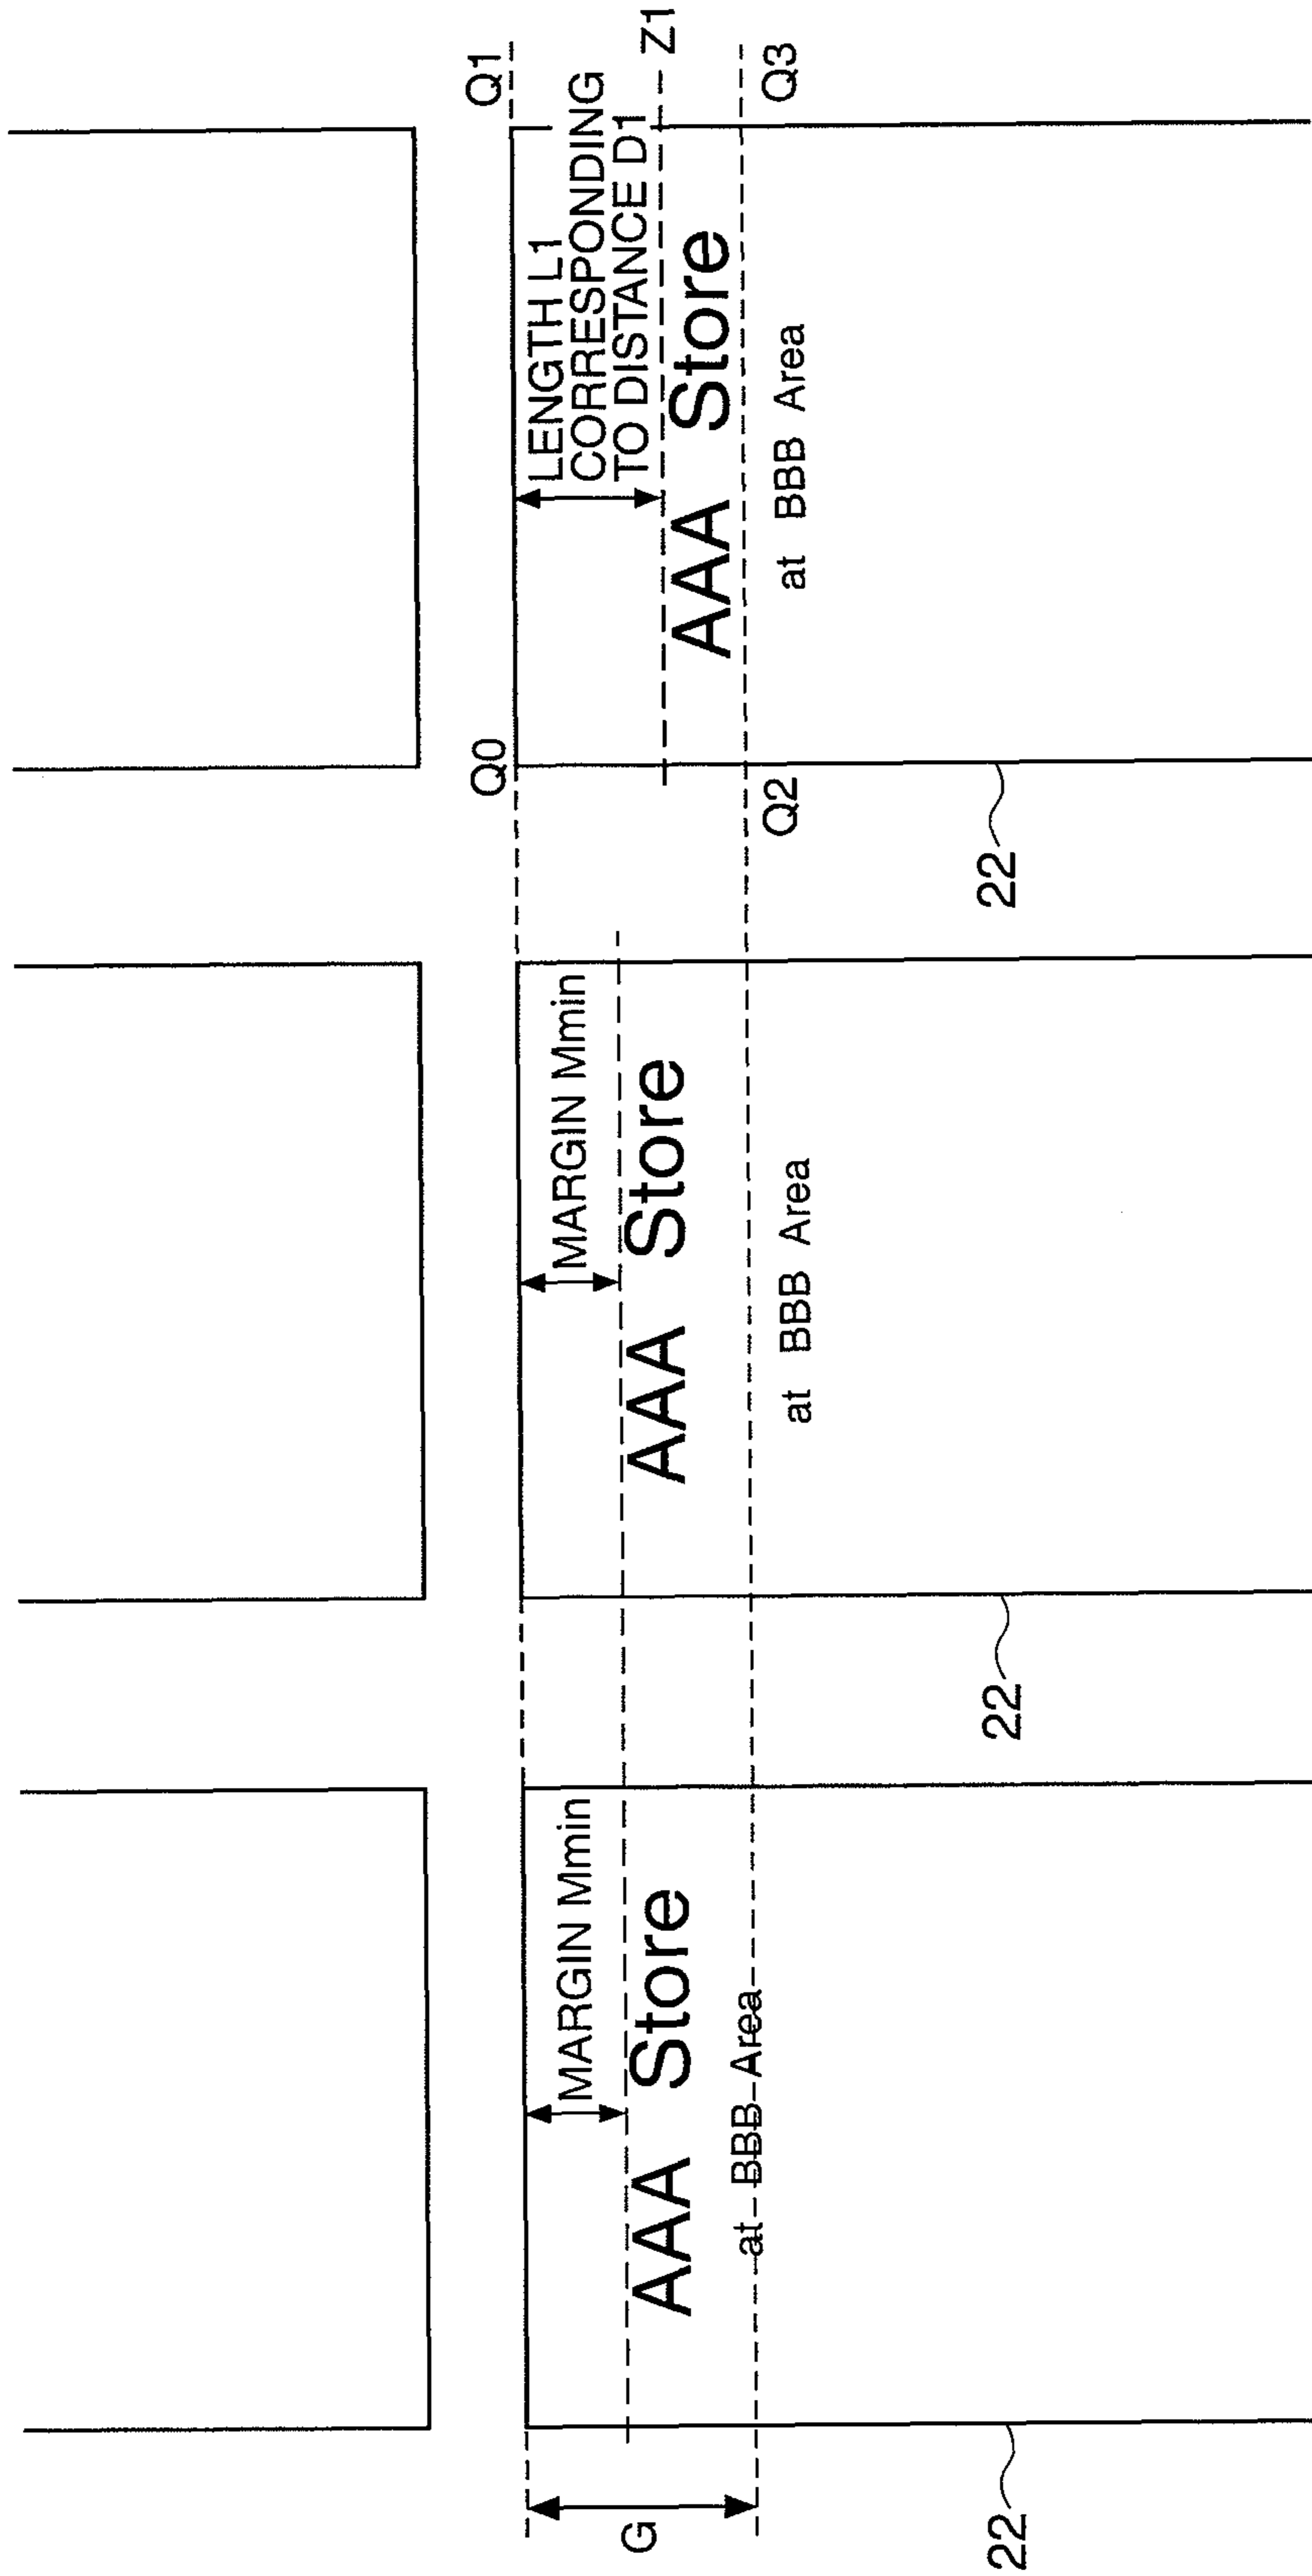 G
MARGIN Mmin
AAA Store
at BBB Area
22
MARGIN Mmin
AAA Store
at BBB Area
22
Q0
Q1
LENGTH L1
CORRESPONDING
TO DISTANCE D1
Z1
AAA Store
Q2
Q3
at BBB Area
22